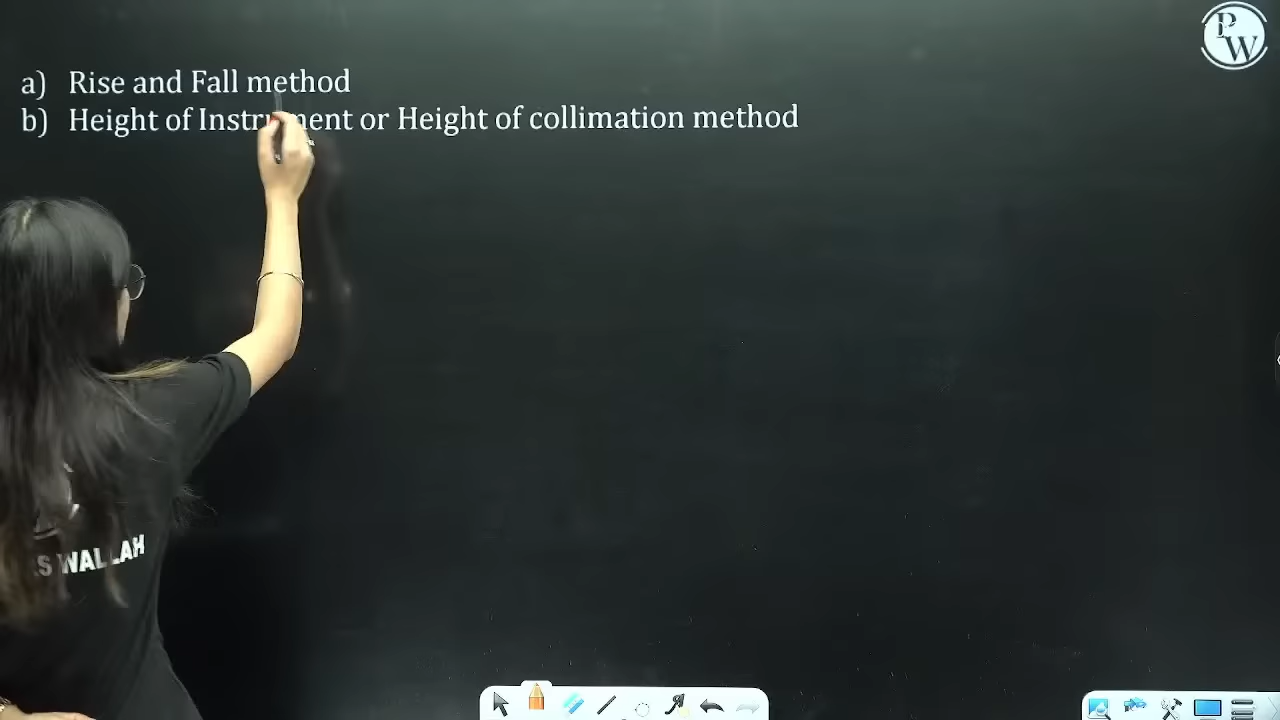 PW
a) Rise and Fall method
b) Height of Instrument or Height of collimation method
WALLAH